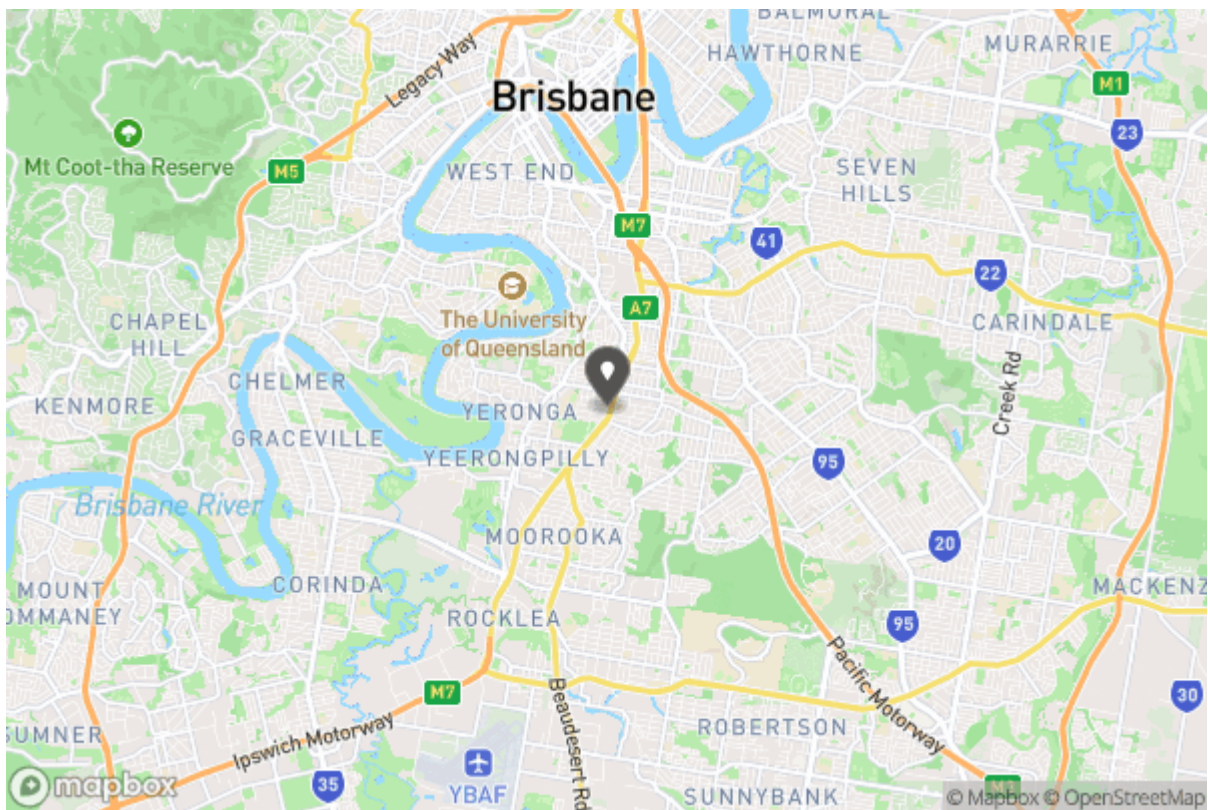 BALMORAL
HAWTHORNE
MURARRIE
Legacy Way
Brisbane
M1
23
Mt Coot-tha Reserve
M5
WEST END
SEVEN
HILLS
M7
41
22
The University
of Queensland
A7
CHAPEL
HILL
CARINDALE
CHELMER
KENMORE
YERONGA
Creek Rd
GRACEVILLE
YEERONGPILLY
95
Brisbane River
MOOROOKA
20
CORINDA
MOUNT
OMMANEY
MACKENZ
ROCKLEA
95
Pacific Motorway
M7
Beaudesert Rd
30
ROBERTSON
SUMNER
Ipswich Motorway
mapbox
35
YBAF
SUNNYBANK
© Mapbox © OpenStreetMap